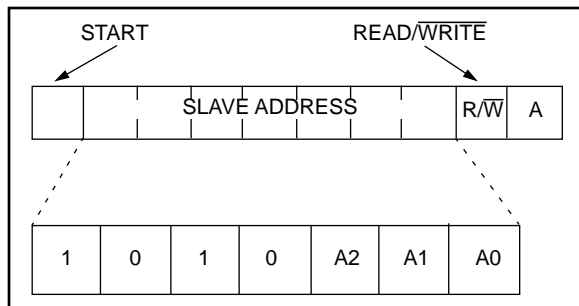 START READ/WRITE
SLAVE ADDRESS R/W A
1 0 1 0 A2 A1 A0